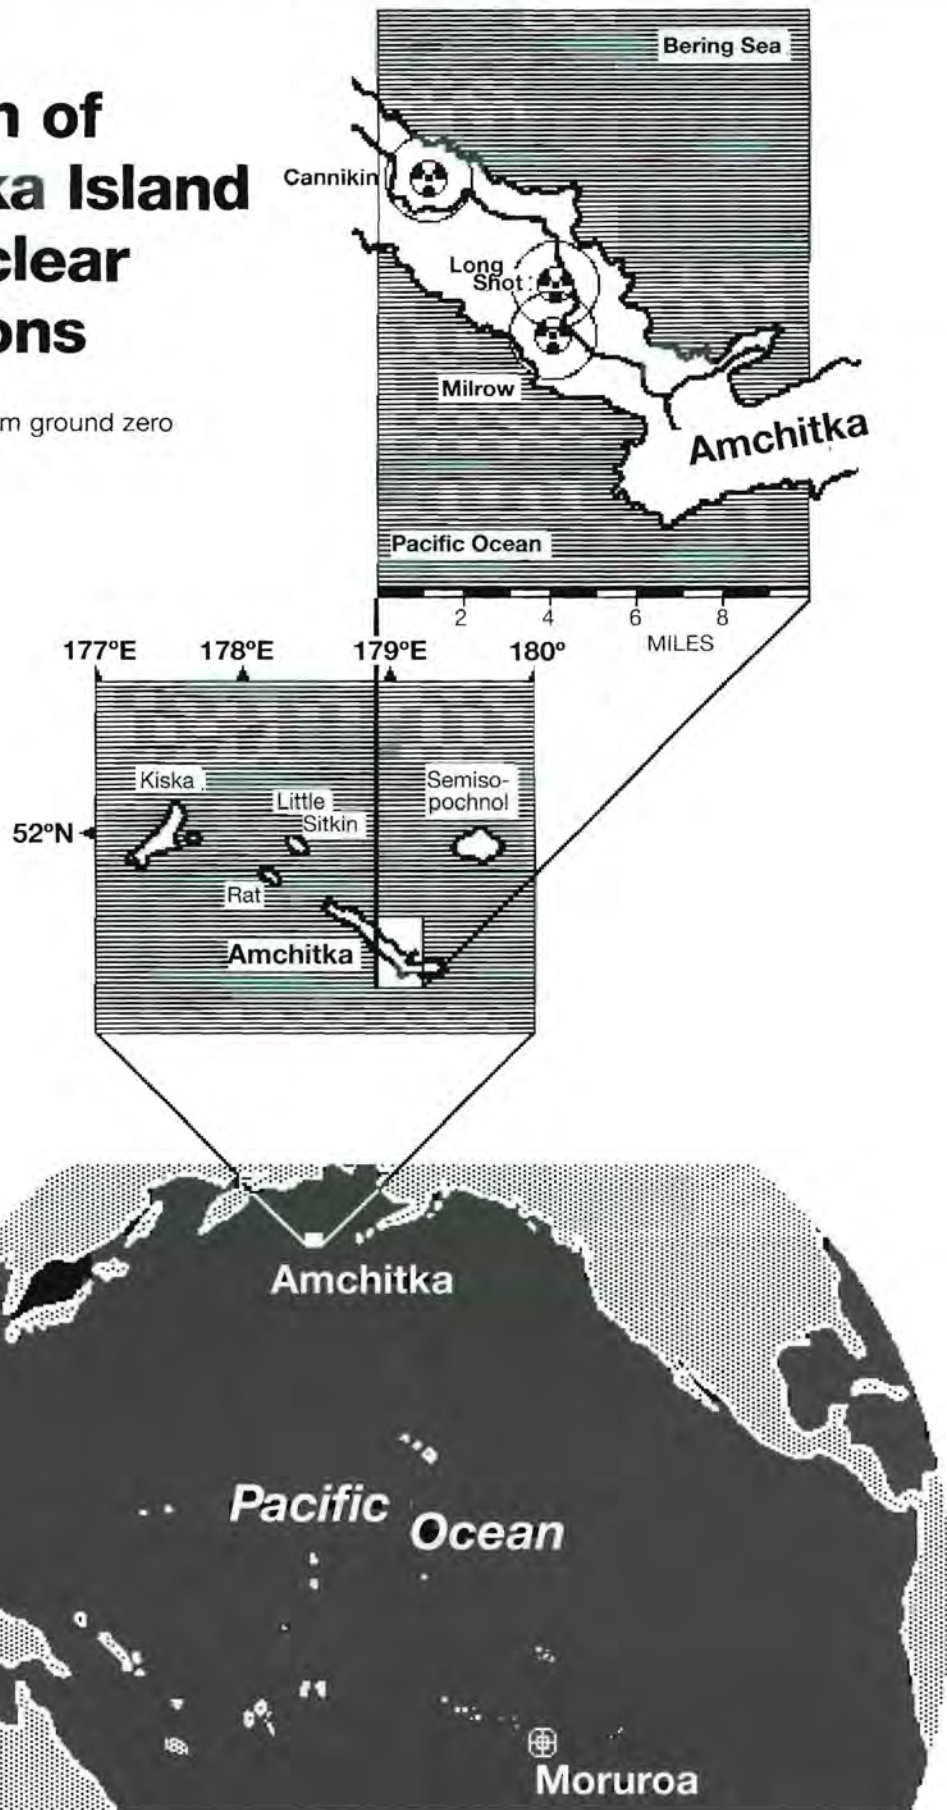 n of
ka Island
clear
ons
m ground zero
Bering Sea
Cannikin
Long
Shot
Milrow
Amchitka
Pacific Ocean
2 4 6 8
MILES
177°E 178°E 179°E 180°
Kiska
Little
Sitkin
Semiso-
pochnol
52°N
Rat
Amchitka
Amchitka
Pacific
Ocean
Moruroa